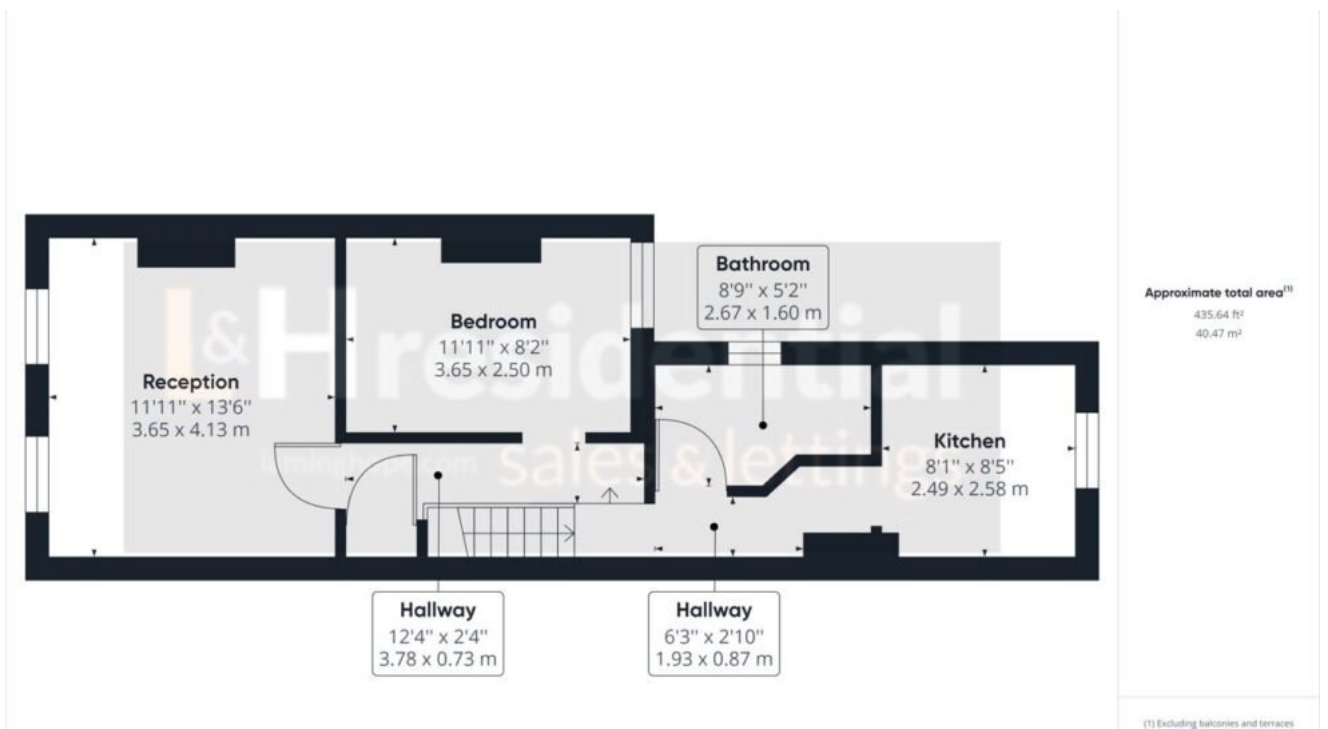 Bathroom
8'9" x 5'2"
2.67 x 1.60 m
Bedroom
11'11" x 8'2"
3.65 x 2.50 m
Reception
11'11" x 13'6"
3.65 x 4.13 m
Kitchen
8'1" x 8'5"
2.49 x 2.58 m
Hallway
12'4" x 2'4"
3.78 x 0.73 m
Hallway
6'3" x 2'10"
1.93 x 0.87 m
I&H residential
sales & lettings
Approximate total area(1)
435.64 ft²
40.47 m²
(1) Excluding balconies and terraces